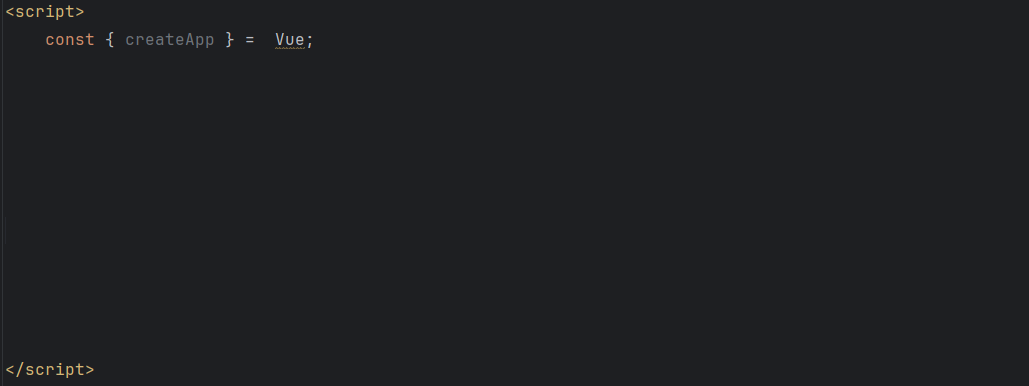 <script>
const { createApp } =  Vue;
</script>